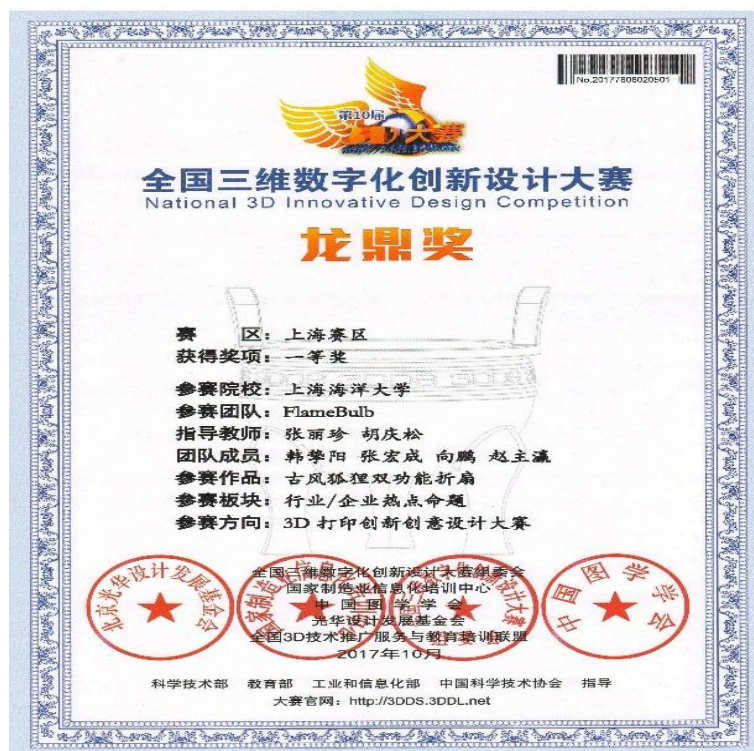 No.20177808020501
第10届
大赛
全国三维数字化创新设计大赛
National 3D Innovative Design Competition
龙鼎奖
赛 区：上海赛区
获得奖项：一等奖
参赛院校：上海海洋大学
参赛团队：FlameBulb
指导教师：张丽珍 胡庆松
团队成员：韩挚阳 张宏成 向鹏 赵主瀛
参赛作品：古风狐狸双功能折扇
参赛板块：行业/企业热点命题
参赛方向：3D 打印创新创意设计大赛
全国三维数字化创新设计大赛组委会
国家制造业信息化培训中心
中国图学学会
光华设计发展基金会
全国3D技术推广服务与教育培训联盟
2017年10月
北京光华设计发展基金会
中国图学学会
科学技术部 教育部 工业和信息化部 中国科学技术协会 指导
大赛官网：http://3DDS.3DDL.net